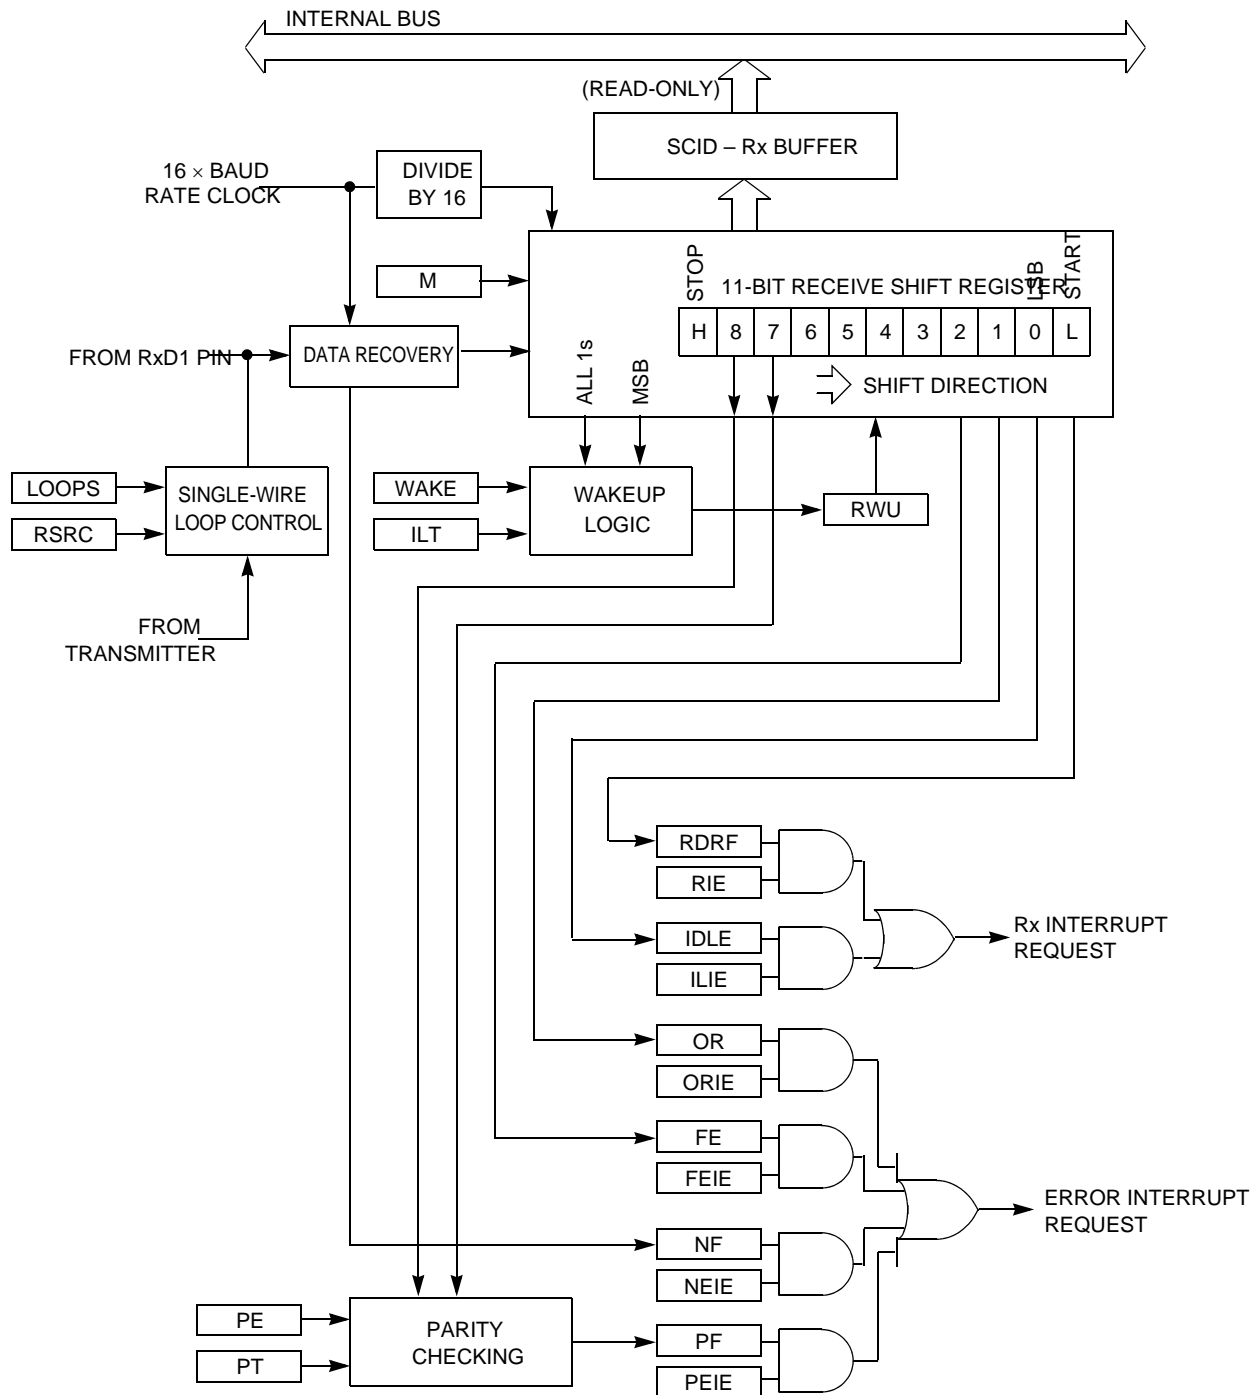 INTERNAL BUS
(READ-ONLY)
SCID – Rx BUFFER
16 × BAUD
RATE CLOCK
DIVIDE
BY 16
M
STOP
11-BIT RECEIVE SHIFT REGISTER
LSB
START
H 8 7 6 5 4 3 2 1 0 L
FROM RxD1 PIN
DATA RECOVERY
ALL 1s
MSB
SHIFT DIRECTION
LOOPS
RSRC
SINGLE-WIRE
LOOP CONTROL
WAKE
ILT
WAKEUP
LOGIC
RWU
FROM
TRANSMITTER
RDRF
RIE
IDLE
ILIE
Rx INTERRUPT
REQUEST
OR
ORIE
FE
FEIE
ERROR INTERRUPT
REQUEST
NF
NEIE
PE
PT
PARITY
CHECKING
PF
PEIE